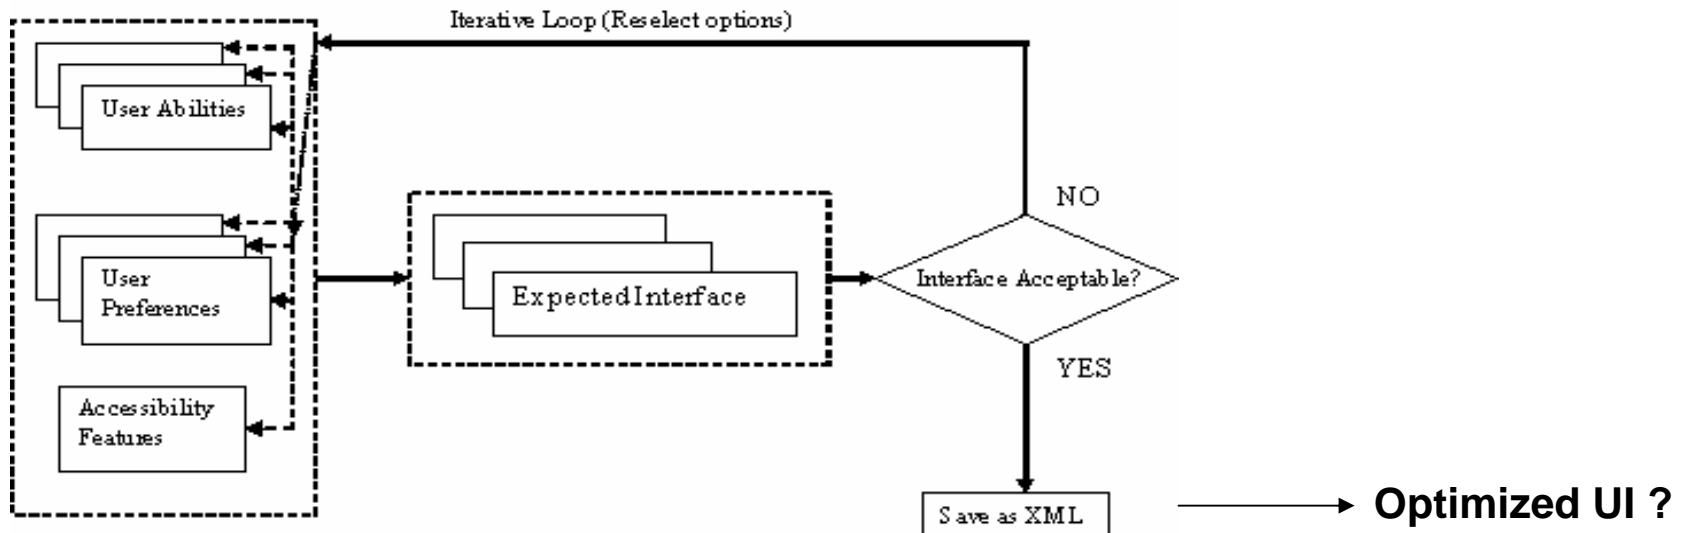 Iterative Loop (Reselect options)
User Abilities
User
Preferences
Accessibility
Features
Expected Interface
NO
Interface Acceptable?
YES
Save as XML
Optimized UI ?